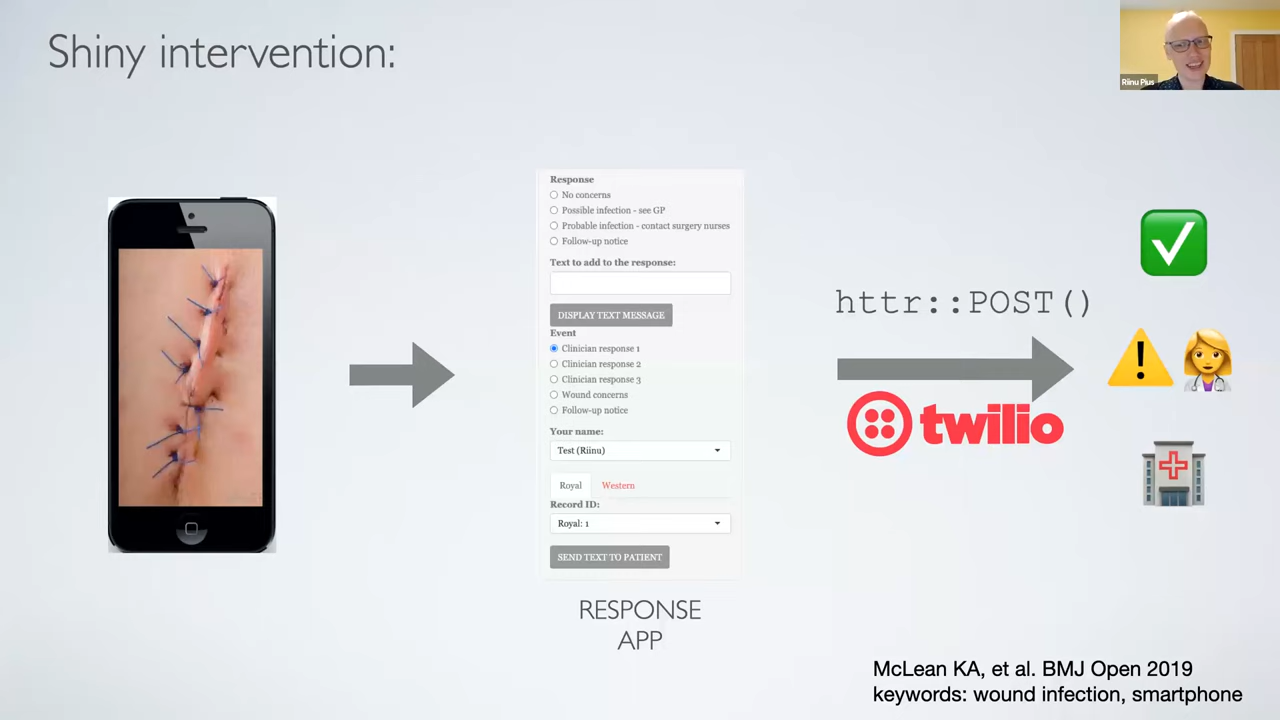 Shiny intervention:
Riinu Pius
Response
No concerns
Possible infection - see GP
Probable infection - contact surgery nurses
Follow-up notice
Text to add to the response:
DISPLAY TEXT MESSAGE
Event
Clinician response 1
Clinician response 2
Clinician response 3
Wound concerns
Follow-up notice
Your name:
Test (Riinu)
Royal Western
Record ID:
Royal: 1
SEND TEXT TO PATIENT
RESPONSE
APP
httr::POST()
twilio
McLean KA, et al. BMJ Open 2019
keywords: wound infection, smartphone